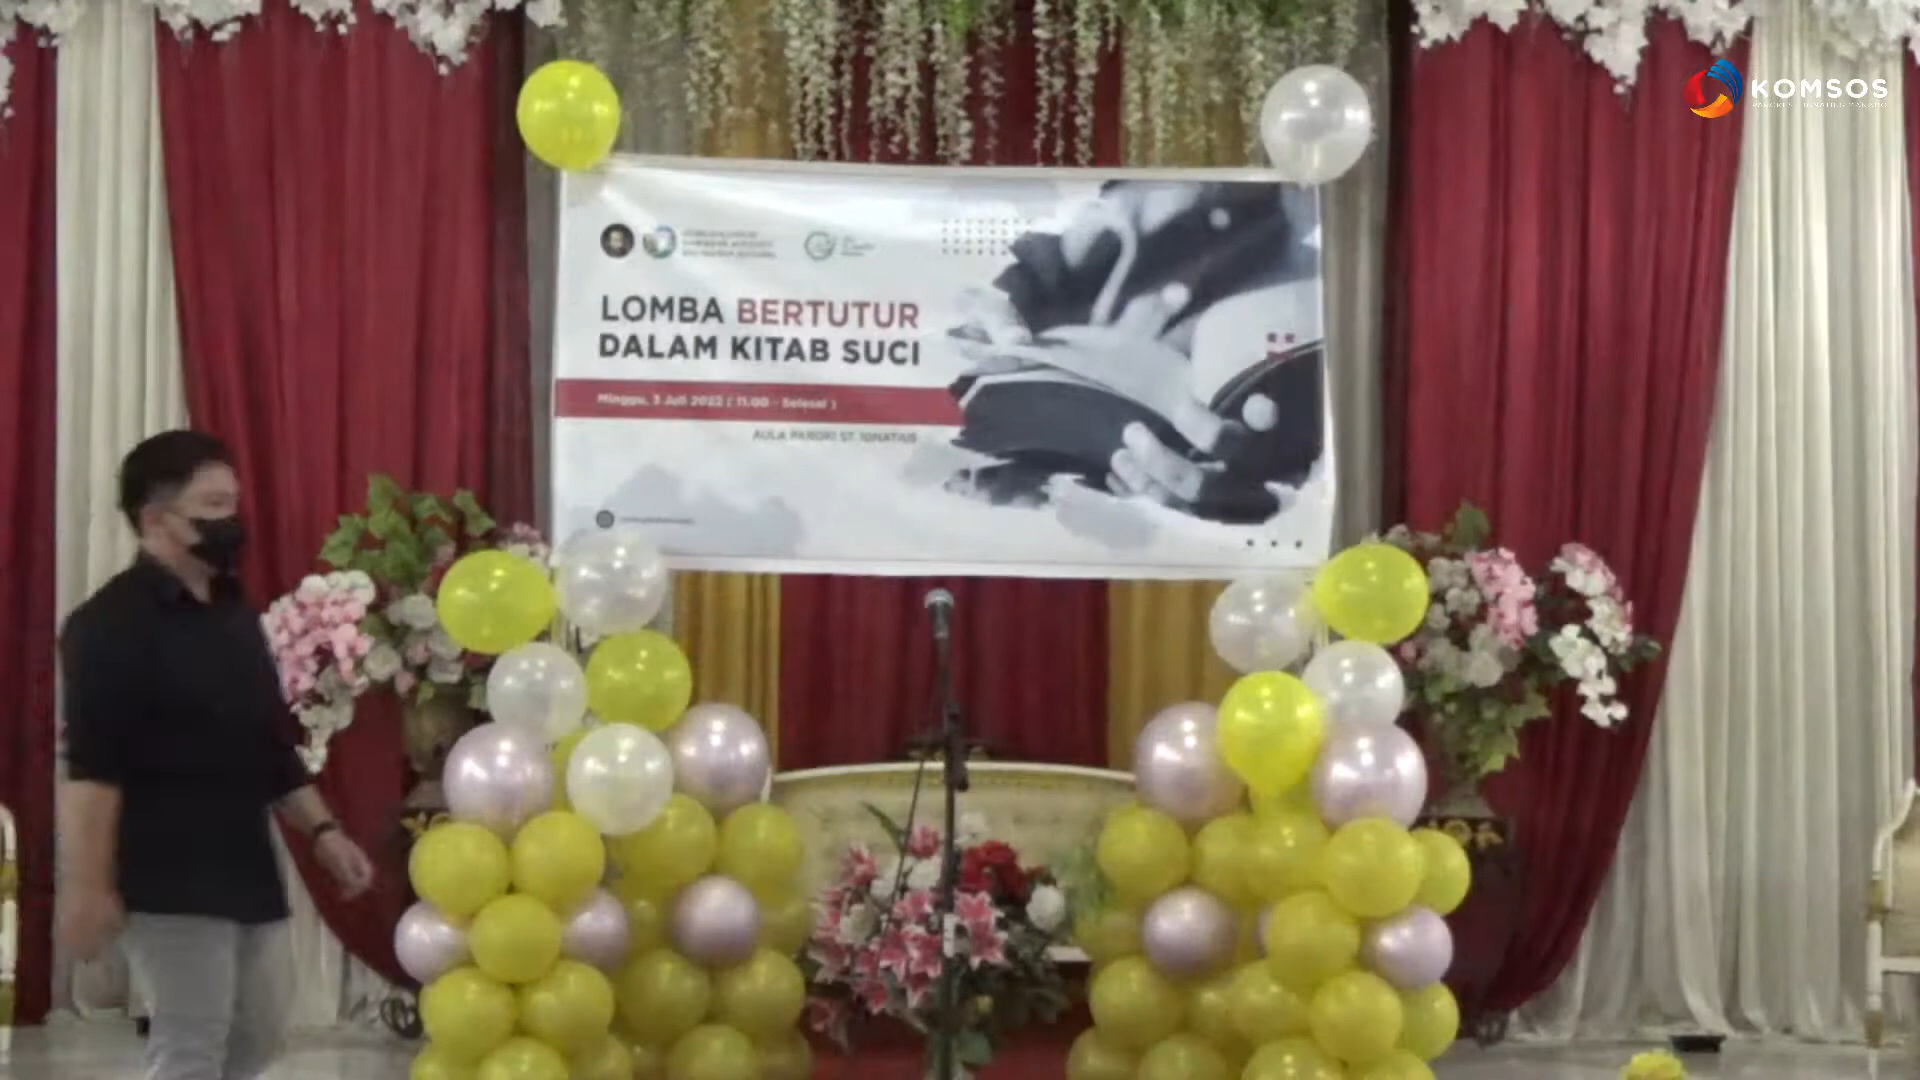 KOMSOS
LOMBA BERTUTUR
DALAM KITAB SUCI
Minggu, 3 Juli 2022 ( 11.00 - Selesai )
AULA PAROKI ST. IGNATIUS